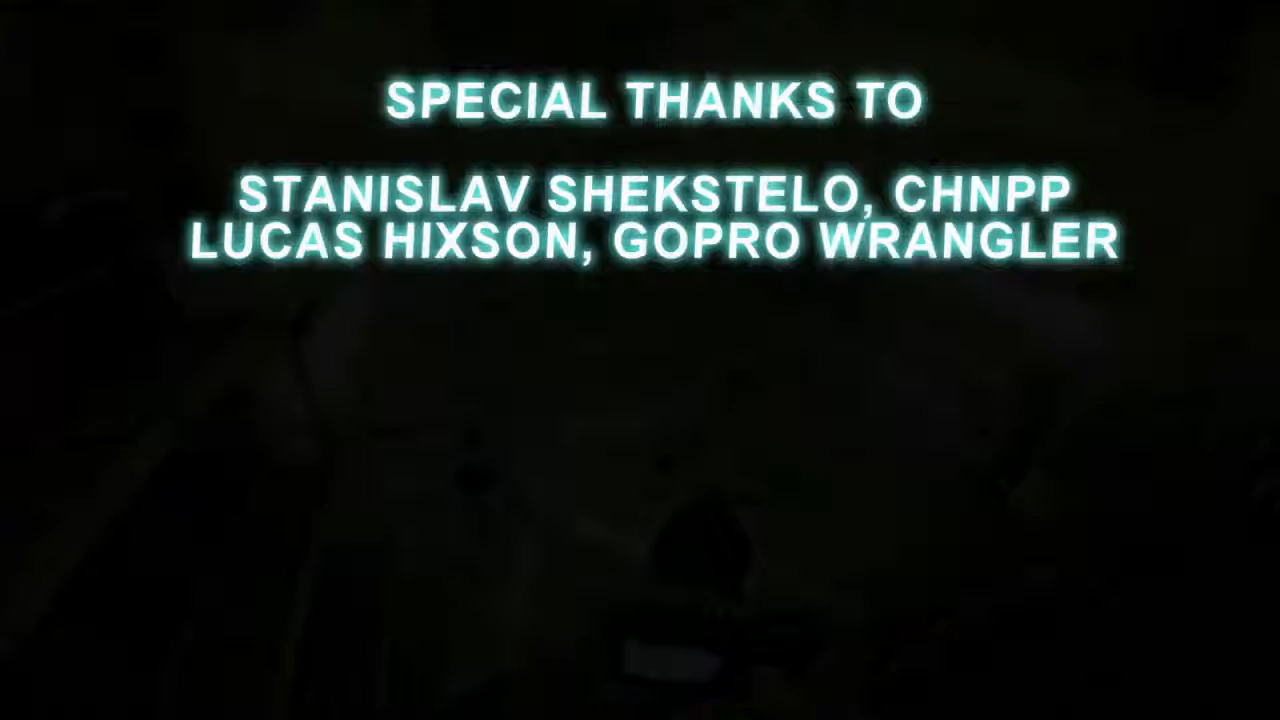 SPECIAL THANKS TO
STANISLAV SHEKSTELO, CHNPP
LUCAS HIXSON, GOPRO WRANGLER